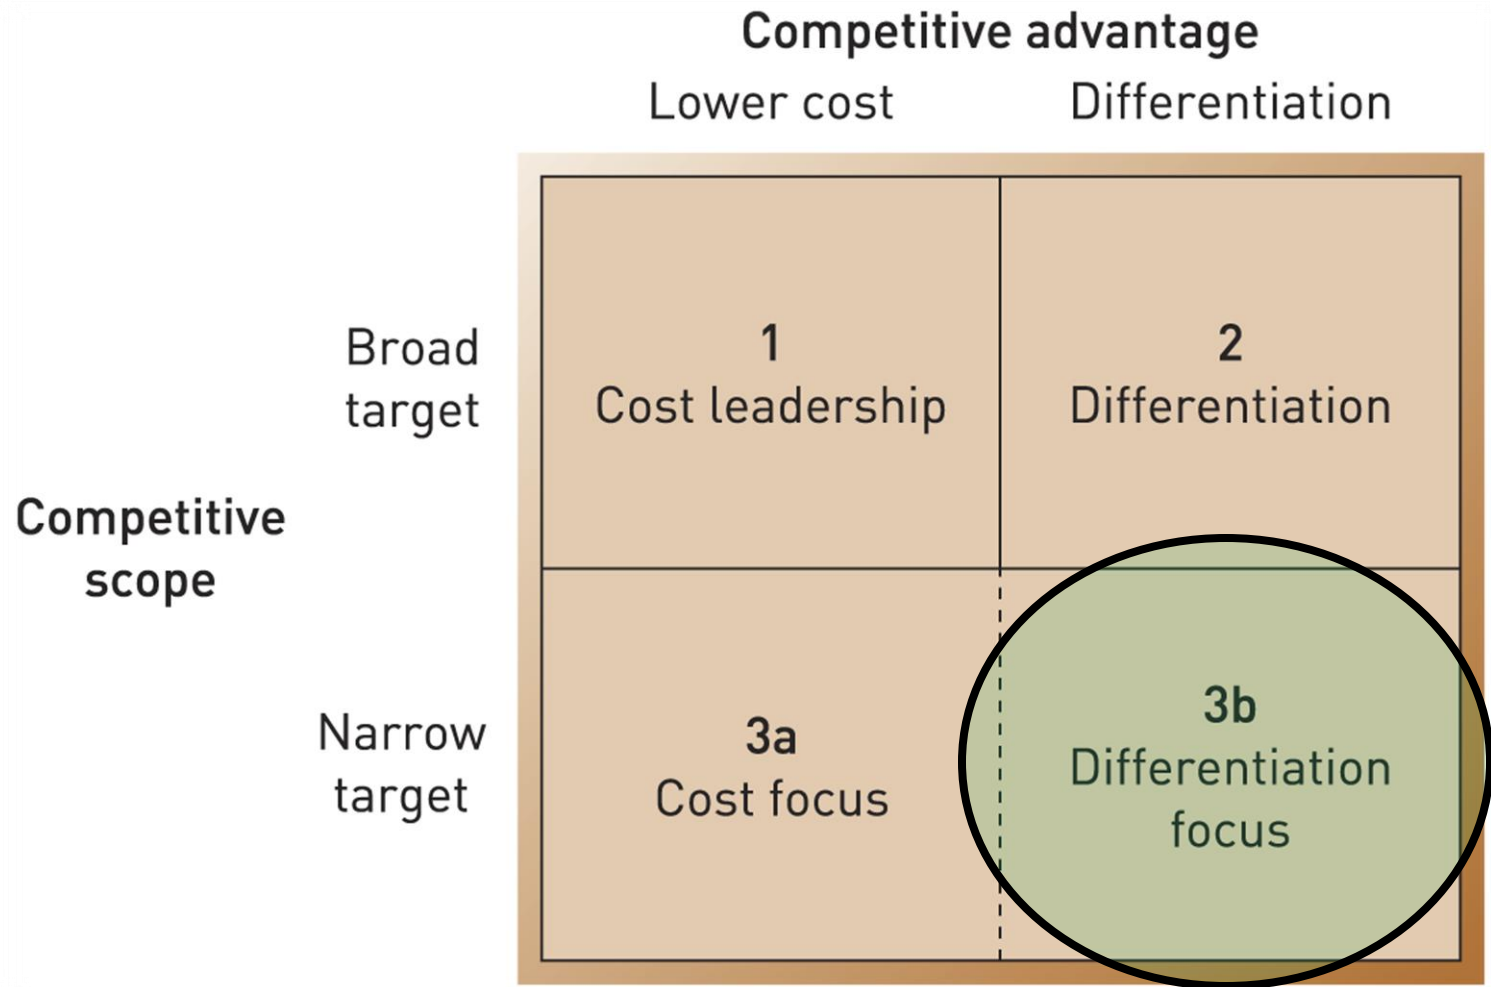 Competitive advantage
Lower cost
Differentiation
Broad
target
1
Cost leadership
2
Differentiation
Competitive
scope
Narrow
target
3a
Cost focus
3b
Differentiation
focus